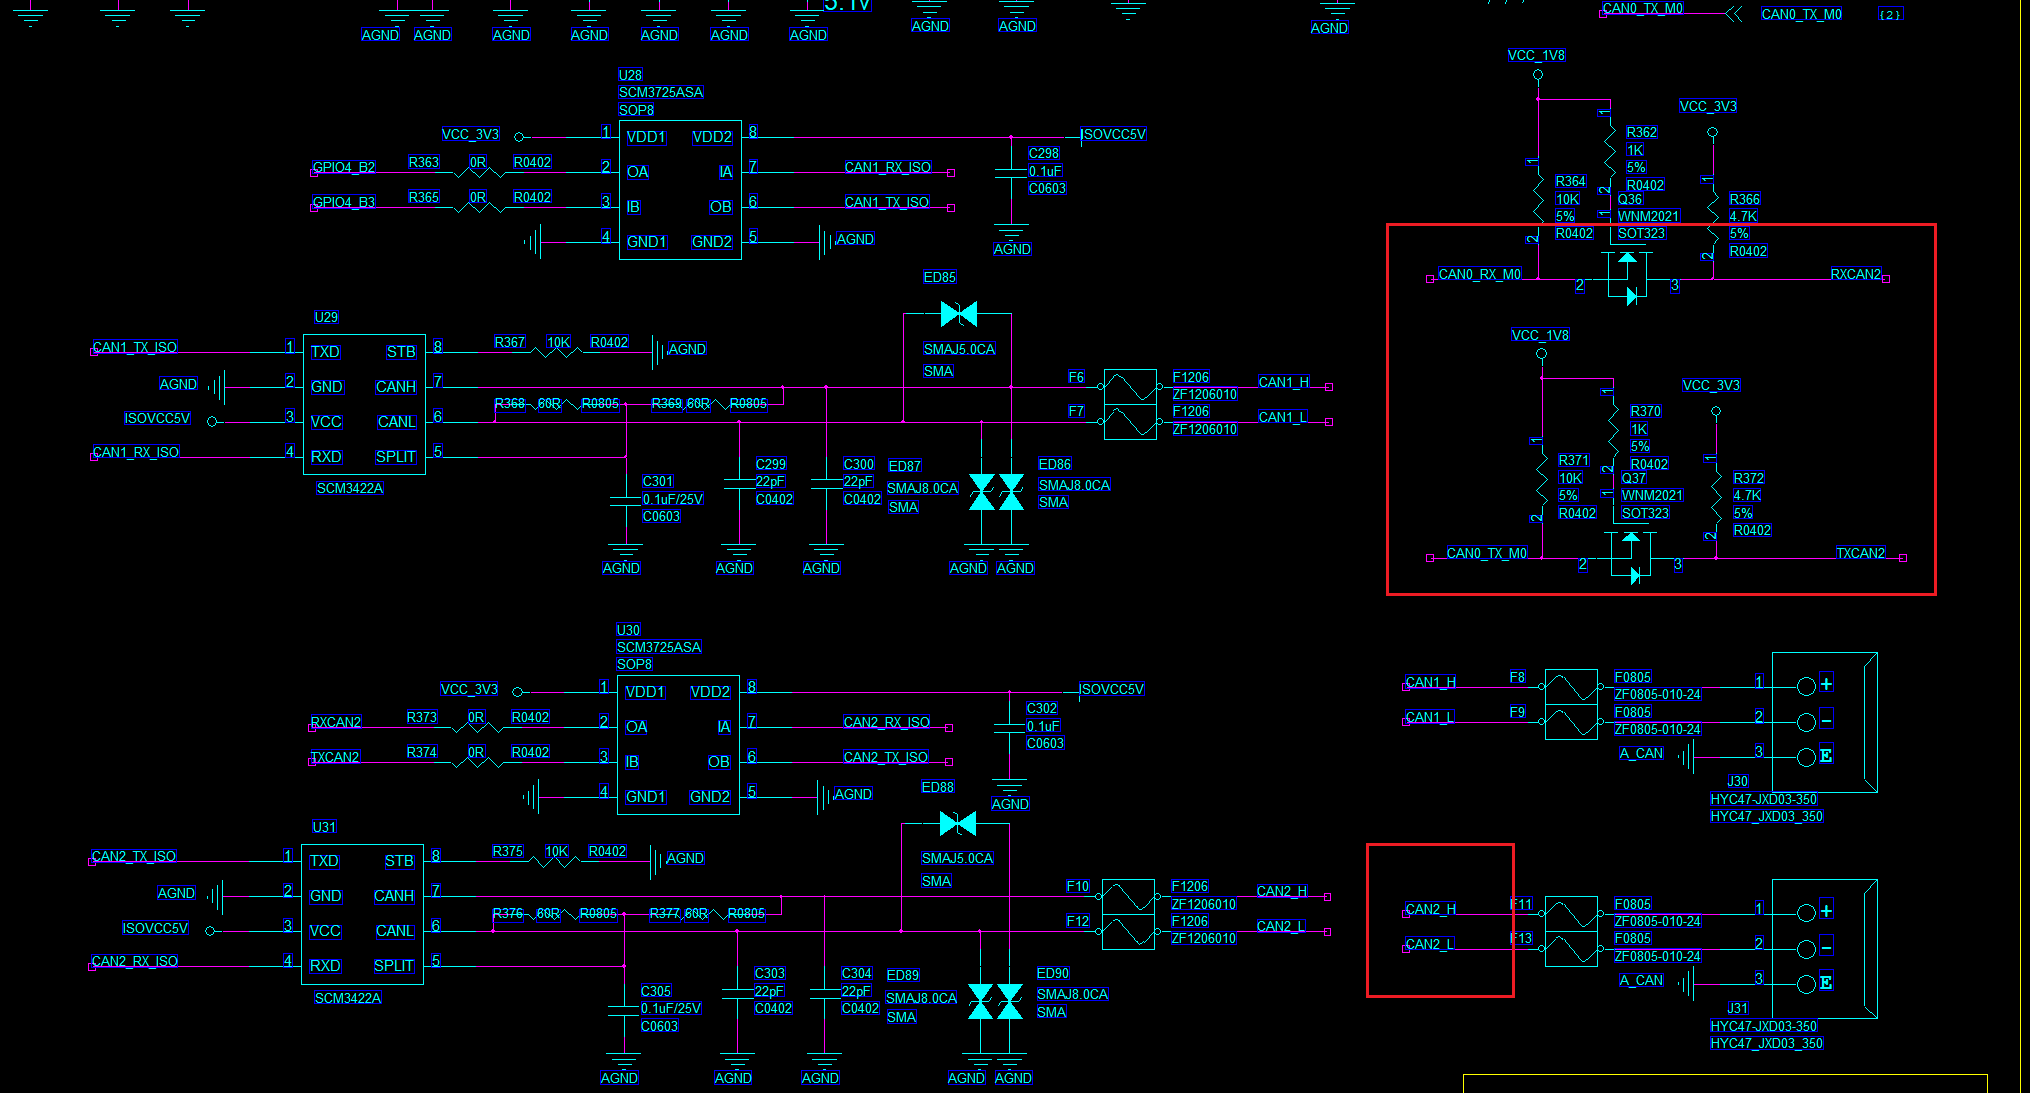 5.1V
AGND
AGND
AGND
AGND
AGND
AGND
AGND
AGND
AGND
AGND
CAN0_TX_M0
CAN0_TX_M0
{2}
U28
SCM3725ASA
SOP8
VCC_3V3
1 VDD1 VDD2 8
ISOVCC5V
GPIO4_B2 R363 0R R0402 2 OA IA 7 CAN1_RX_ISO
GPIO4_B3 R365 0R R0402 3 IB OB 6 CAN1_TX_ISO
4 GND1 GND2 5 AGND
C298
0.1uF
C0603
AGND
VCC_1V8
VCC_3V3
1
R362
1K
5%
R0402
2
1
R364
10K
5%
R0402
2
1
Q36
WNM2021
SOT323
1
R366
4.7K
5%
R0402
2
CAN0_RX_M0 2 3 RXCAN2
U29
CAN1_TX_ISO 1 TXD STB 8 R367 10K R0402 AGND
AGND 2 GND CANH 7
ISOVCC5V 3 VCC CANL 6
CAN1_RX_ISO 4 RXD SPLIT 5
SCM3422A
R368 60R R0805 R369 60R R0805
ED85
SMAJ5.0CA
SMA
F6 F1206
ZF1206010
CAN1_H
F7 F1206
ZF1206010
CAN1_L
C301
0.1uF/25V
C0603
C299
22pF
C0402
C300
22pF
C0402
ED87
SMAJ8.0CA
SMA
ED86
SMAJ8.0CA
SMA
AGND AGND AGND AGND AGND
VCC_1V8
VCC_3V3
1
R370
1K
5%
R0402
2
1
R371
10K
5%
R0402
2
1
Q37
WNM2021
SOT323
1
R372
4.7K
5%
R0402
2
CAN0_TX_M0 2 3 TXCAN2
U30
SCM3725ASA
SOP8
VCC_3V3 1 VDD1 VDD2 8 ISOVCC5V
RXCAN2 R373 0R R0402 2 OA IA 7 CAN2_RX_ISO
TXCAN2 R374 0R R0402 3 IB OB 6 CAN2_TX_ISO
4 GND1 GND2 5 AGND
C302
0.1uF
C0603
AGND
CAN1_H F8 F0805 1 +
ZF0805-010-24
CAN1_L F9 F0805 2 −
ZF0805-010-24
A_CAN 3 E
J30
HYC47-JXD03-350
HYC47_JXD03_350
U31
CAN2_TX_ISO 1 TXD STB 8 R375 10K R0402 AGND
AGND 2 GND CANH 7
ISOVCC5V 3 VCC CANL 6
CAN2_RX_ISO 4 RXD SPLIT 5
SCM3422A
R376 60R R0805 R377 60R R0805
ED88
SMAJ5.0CA
SMA
F10 F1206
ZF1206010
CAN2_H
F12 F1206
ZF1206010
CAN2_L
C305
0.1uF/25V
C0603
C303
22pF
C0402
C304
22pF
C0402
ED89
SMAJ8.0CA
SMA
ED90
SMAJ8.0CA
SMA
AGND AGND AGND AGND AGND
CAN2_H F11 F0805 1 +
ZF0805-010-24
CAN2_L F13 F0805 2 −
ZF0805-010-24
A_CAN 3 E
J31
HYC47-JXD03-350
HYC47_JXD03_350